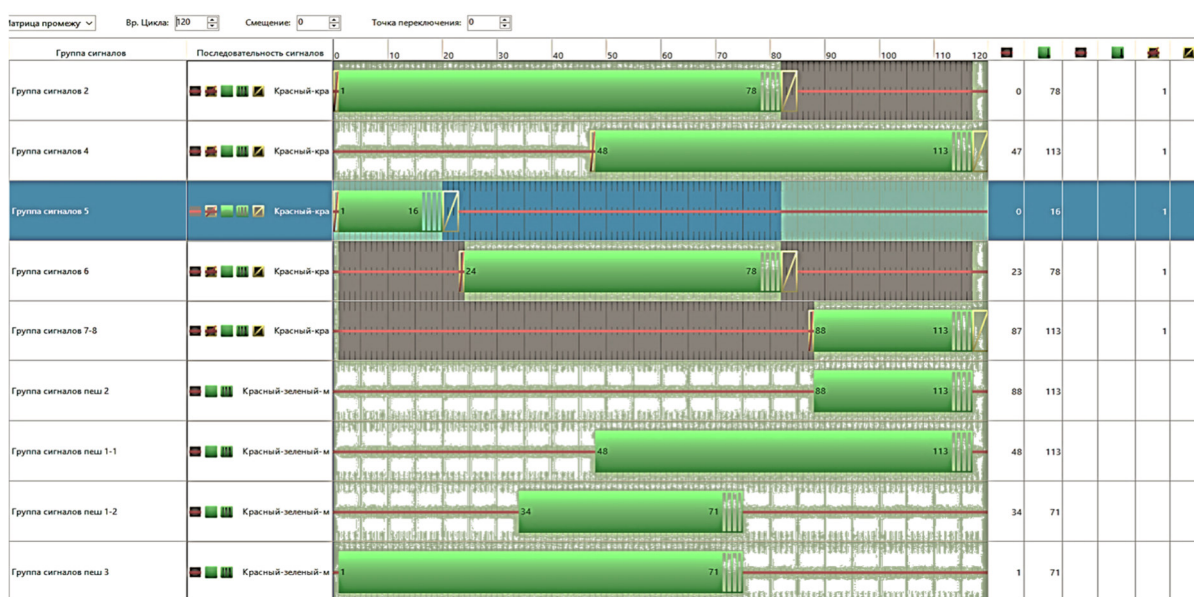 Матрица промежу Вр. Цикла: 120 Смещение: 0 Точка переключения: 0
Группа сигналов Последовательность сигналов 0 10 20 30 40 50 60 70 80 90 100 110 120
Группа сигналов 2 Красный-кра 1 78 0 78 1
Группа сигналов 4 Красный-кра 48 113 47 113 1
Группа сигналов 5 Красный-кра 1 16 0 16 1
Группа сигналов 6 Красный-кра 24 78 23 78 1
Группа сигналов 7-8 Красный-кра 88 113 87 113 1
Группа сигналов пеш 2 Красный-зеленый-м 88 113 88 113
Группа сигналов пеш 1-1 Красный-зеленый-м 48 113 48 113
Группа сигналов пеш 1-2 Красный-зеленый-м 34 71 34 71
Группа сигналов пеш 3 Красный-зеленый-м 1 71 1 71